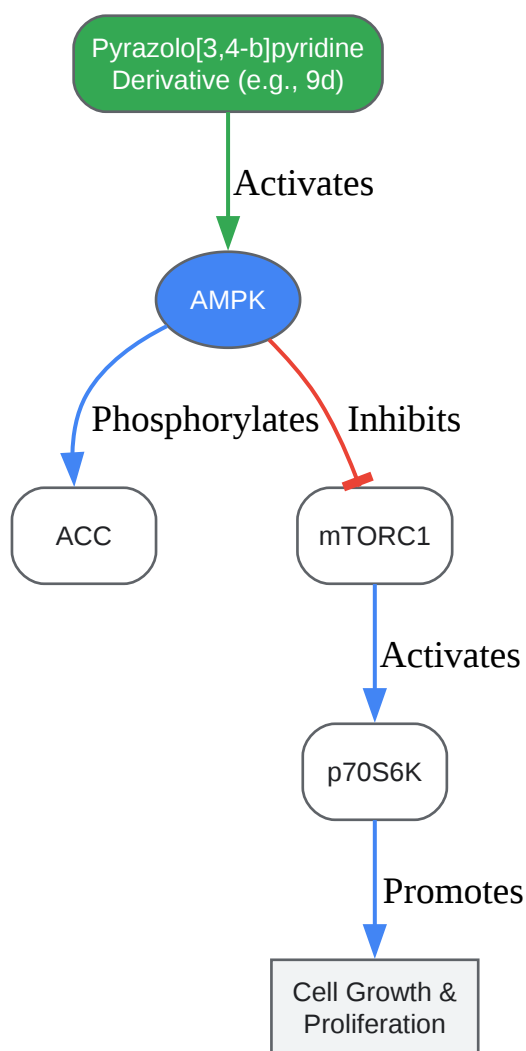 Pyrazolo[3,4-b]pyridine
Derivative (e.g., 9d)
Activates
AMPK
Phosphorylates
Inhibits
ACC
mTORC1
Activates
p70S6K
Promotes
Cell Growth &
Proliferation